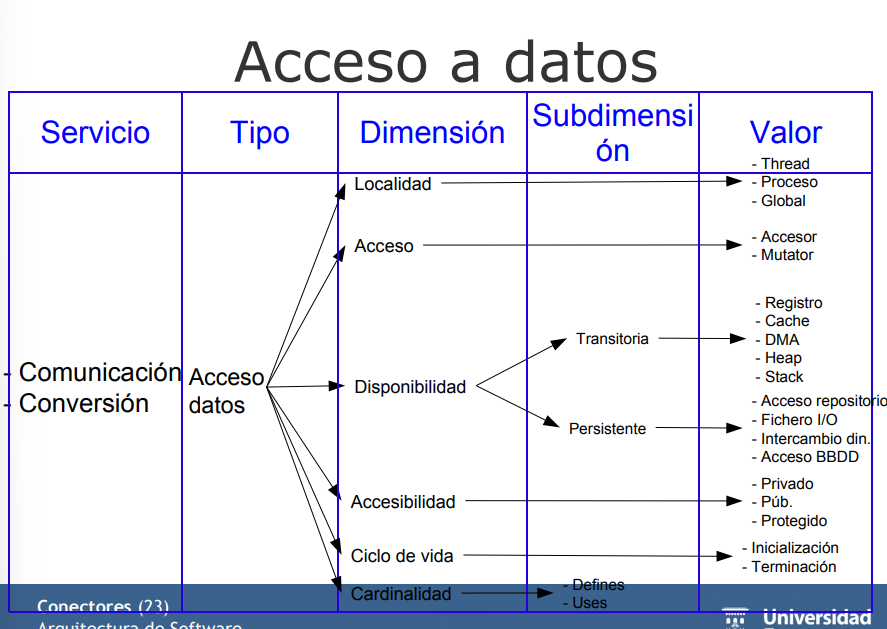 Acceso a datos
Servicio
Tipo
Dimensión
Subdimensi
ón
Valor
Localidad
- Thread
- Proceso
- Global
Acceso
- Accesor
- Mutator
- Comunicación
- Conversión
Acceso
datos
Disponibilidad
Transitoria
- Registro
- Cache
- DMA
- Heap
- Stack
Persistente
- Acceso repositorio
- Fichero I/O
- Intercambio din.
- Acceso BBDD
Accesibilidad
- Privado
- Púb.
- Protegido
Ciclo de vida
- Inicialización
- Terminación
Cardinalidad
- Defines
- Uses
Conectores (23)
Arquitectura de Software
Universidad